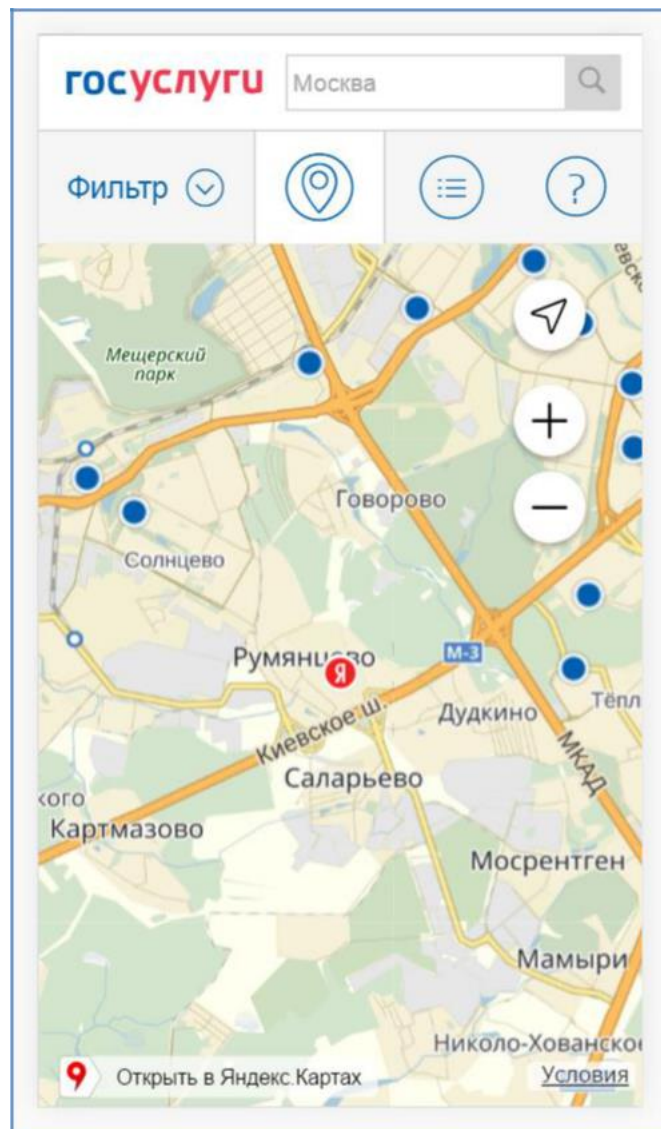 госуслуги
Москва
Фильтр
?
Мещерский
парк
Говорово
Солнцево
Румянцево
Я
М-3
Дудкино
Киевское ш.
МКАД
Саларьево
Картмазово
Мосрентген
Мамыри
Открыть в Яндекс.Картах
Условия